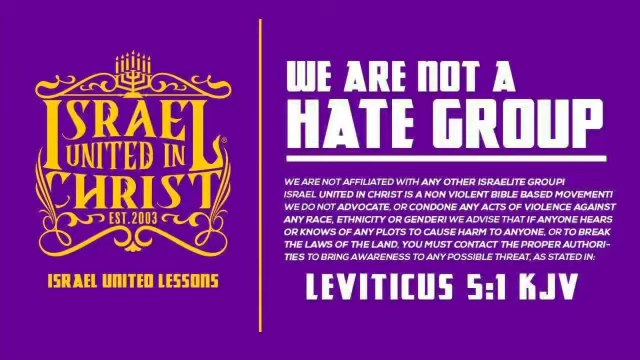 ISRAEL®
UNITED IN
CHRIST
EST. 2003
ISRAEL UNITED LESSONS
WE ARE NOT A
HATE GROUP
WE ARE NOT AFFILIATED WITH ANY OTHER ISRAELITE GROUP!
ISRAEL UNITED IN CHRIST IS A NON VIOLENT BIBLE BASED MOVEMENT!
WE DO NOT ADVOCATE, OR CONDONE ANY ACTS OF VIOLENCE AGAINST
ANY RACE, ETHNICITY OR GENDER! WE ADVISE THAT IF ANYONE HEARS
OR KNOWS OF ANY PLOTS TO CAUSE HARM TO ANYONE, OR TO BREAK
THE LAWS OF THE LAND, YOU MUST CONTACT THE PROPER AUTHORI-
TIES TO BRING AWARENESS TO ANY POSSIBLE THREAT, AS STATED IN:
LEVITICUS 5:1 KJV